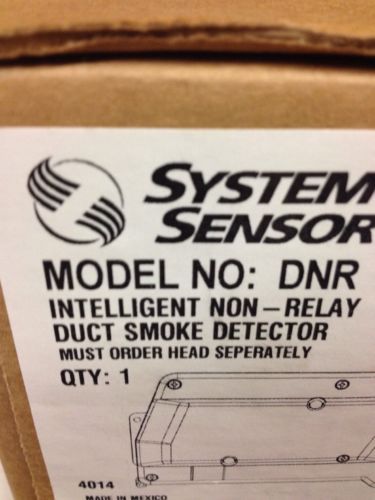 SYSTEM
SENSOR
MODEL NO: DNR
INTELLIGENT NON-RELAY
DUCT SMOKE DETECTOR
MUST ORDER HEAD SEPERATELY
QTY: 1
4014
MADE IN MEXICO